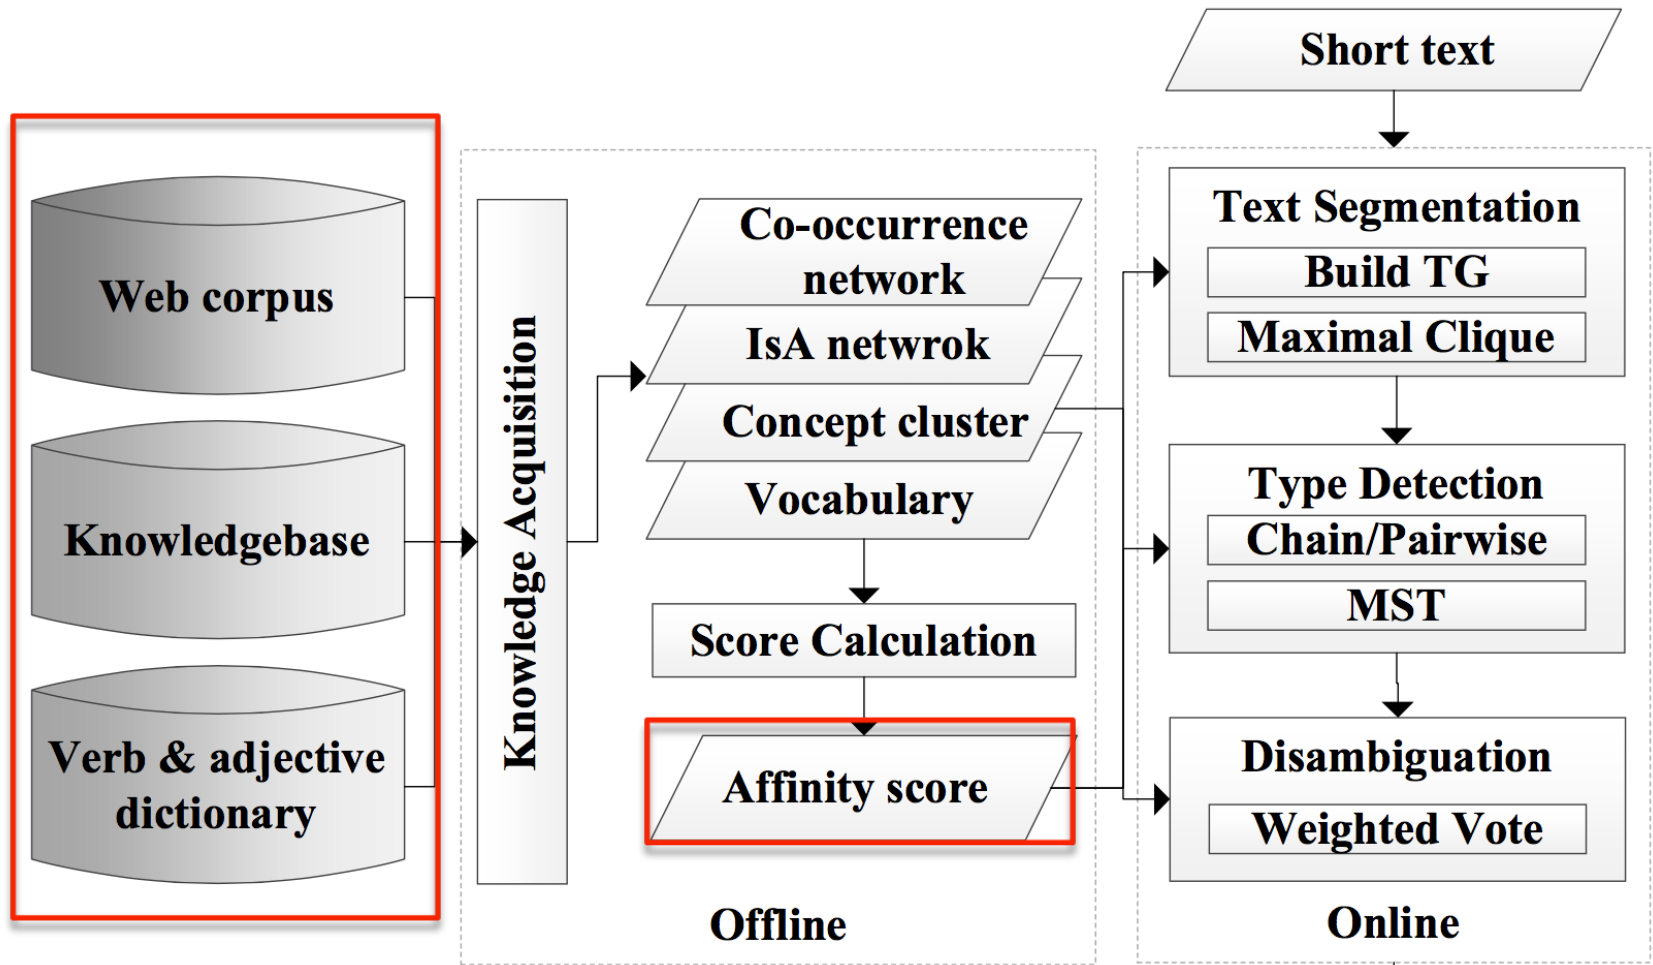 Short text
Web corpus
Knowledgebase
Verb & adjective
dictionary
Knowledge Acquisition
Co-occurrence
network
IsA netwrok
Concept cluster
Vocabulary
Score Calculation
Affinity score
Offline
Text Segmentation
Build TG
Maximal Clique
Type Detection
Chain/Pairwise
MST
Disambiguation
Weighted Vote
Online